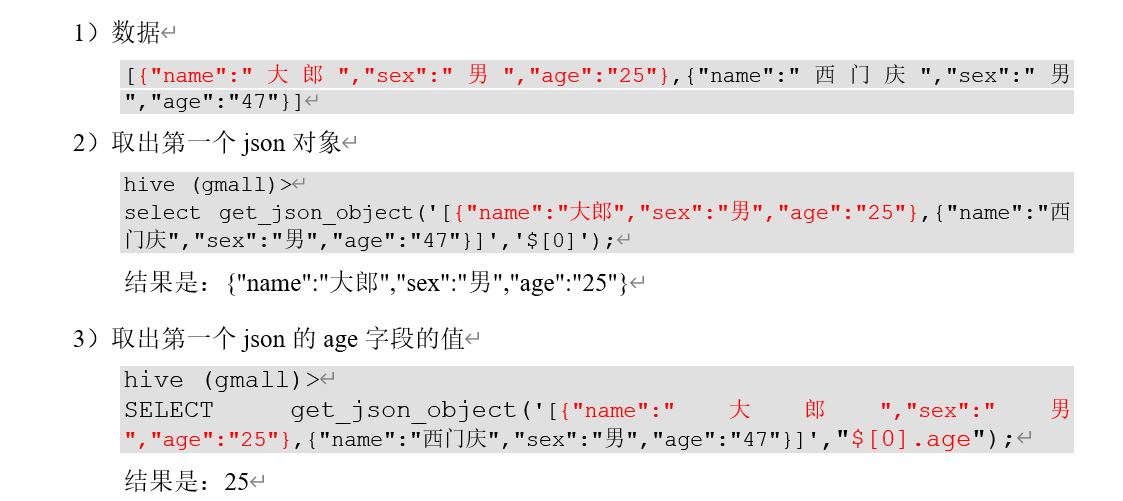 1）数据↵
[{"name":" 大 郎 ","sex":" 男 ","age":"25"},{"name":" 西 门 庆 ","sex":" 男
","age":"47"}]↵
2）取出第一个 json 对象↵
hive (gmall)>↵
select get_json_object('[{"name":"大郎","sex":"男","age":"25"},{"name":"西
门庆","sex":"男","age":"47"}]','$[0]');↵
结果是：{"name":"大郎","sex":"男","age":"25"}↵
3）取出第一个 json 的 age 字段的值↵
hive (gmall)>↵
SELECT get_json_object('[{"name":" 大 郎 ","sex":" 男
","age":"25"},{"name":"西门庆","sex":"男","age":"47"}]',"$[0].age");↵
结果是：25↵